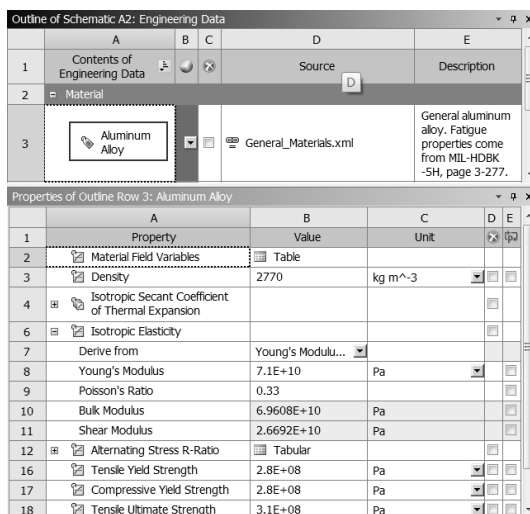 Outline of Schematic A2: Engineering Data
A B C D E
1 Contents of Engineering Data Source Description
D
2 Material
3 Aluminum Alloy General_Materials.xml General aluminum alloy. Fatigue properties come from MIL-HDBK -5H, page 3-277.
Properties of Outline Row 3: Aluminum Alloy
A B C D E
1 Property Value Unit
2 Material Field Variables Table
3 Density 2770 kg m^-3
4 Isotropic Secant Coefficient of Thermal Expansion
6 Isotropic Elasticity
7 Derive from Young's Modulu...
8 Young's Modulus 7.1E+10 Pa
9 Poisson's Ratio 0.33
10 Bulk Modulus 6.9608E+10 Pa
11 Shear Modulus 2.6692E+10 Pa
12 Alternating Stress R-Ratio Tabular
16 Tensile Yield Strength 2.8E+08 Pa
17 Compressive Yield Strength 2.8E+08 Pa
18 Tensile Ultimate Strength 3.1E+08 Pa